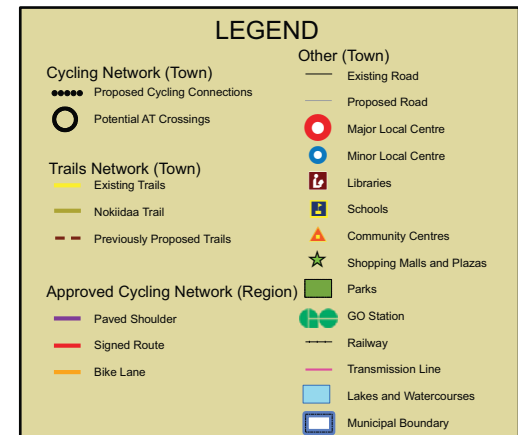 LEGEND
Cycling Network (Town)
Proposed Cycling Connections
Potential AT Crossings
Trails Network (Town)
Existing Trails
Nokiidaa Trail
Previously Proposed Trails
Approved Cycling Network (Region)
Paved Shoulder
Signed Route
Bike Lane
Other (Town)
Existing Road
Proposed Road
Major Local Centre
Minor Local Centre
Libraries
Schools
Community Centres
Shopping Malls and Plazas
Parks
GO Station
Railway
Transmission Line
Lakes and Watercourses
Municipal Boundary